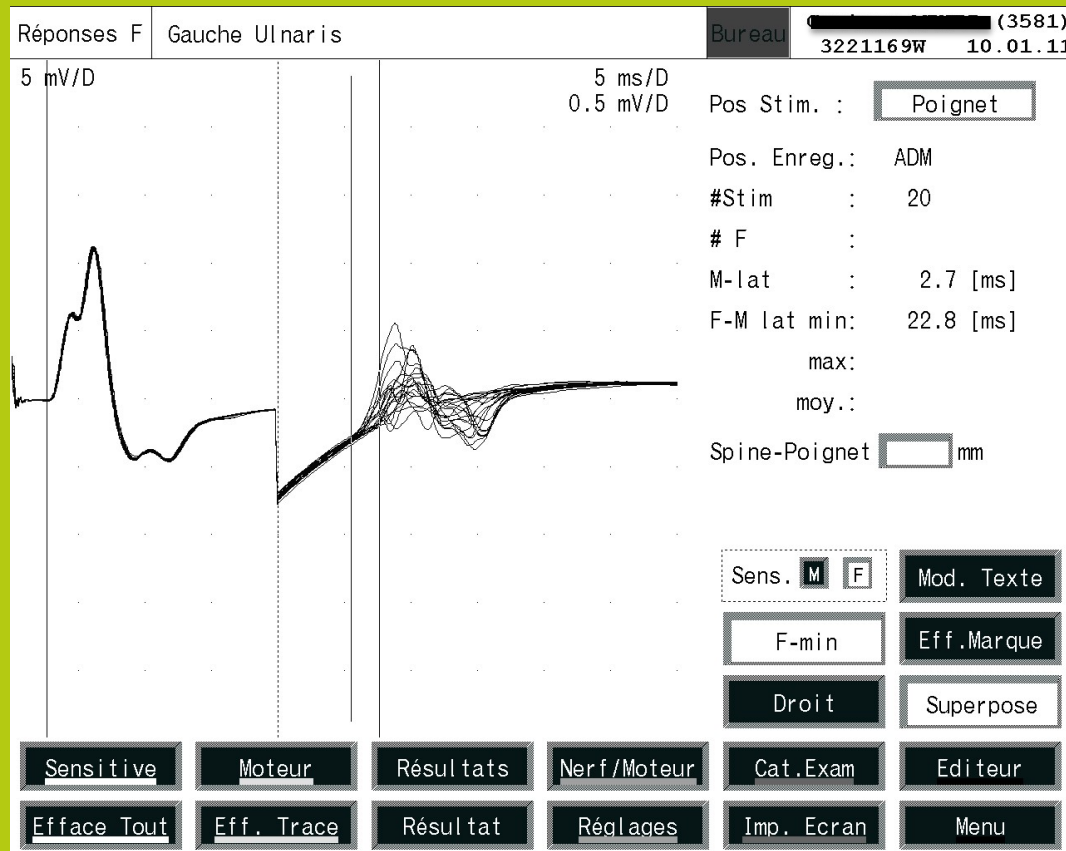 Réponses F Gauche Ulnaris Bureau (3581)
3221169W 10.01.11
5 mV/D 5 ms/D
0.5 mV/D
Pos Stim. : Poignet
Pos. Enreg.: ADM
#Stim : 20
# F :
M-lat : 2.7 [ms]
F-M lat min: 22.8 [ms]
max:
moy.:
Spine-Poignet mm
Sens. M F Mod. Texte
F-min Eff.Marque
Droit Superpose
Sensitive Moteur Résultats Nerf/Moteur Cat.Exam Editeur
Efface Tout Eff. Trace Résultat Réglages Imp. Ecran Menu